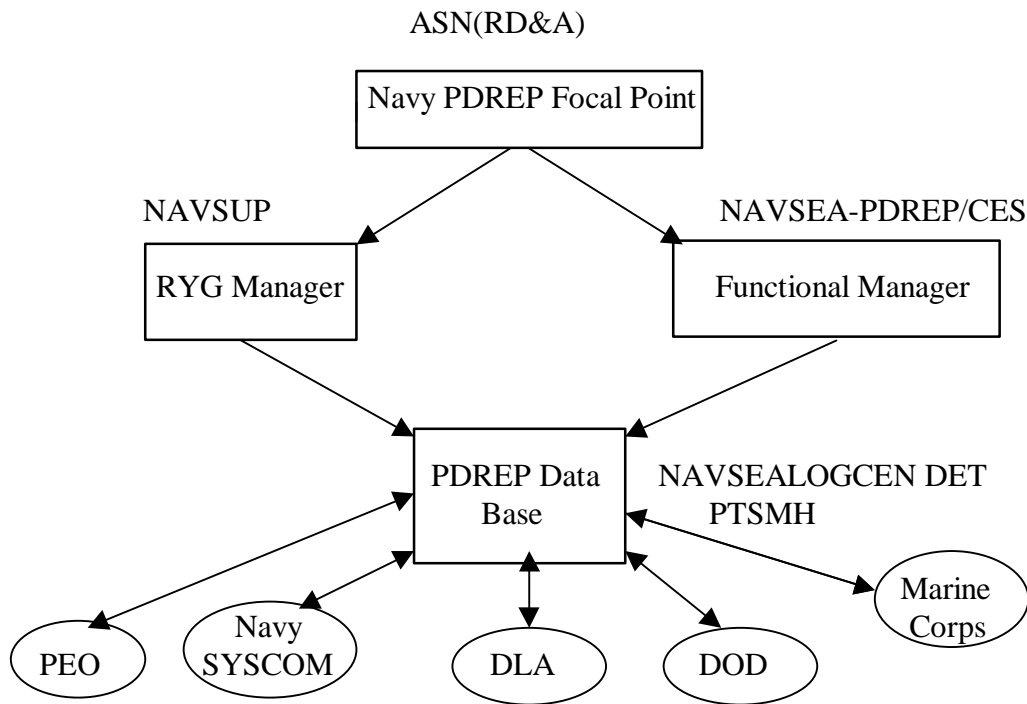 ASN(RD&A)
Navy PDREP Focal Point
NAVSUP
NAVSEA-PDREP/CES
RYG Manager
Functional Manager
PDREP Data
Base
NAVSEALOGCEN DET
PTSMH
Marine
Corps
Navy
SYSCOM
PEO
DLA
DOD